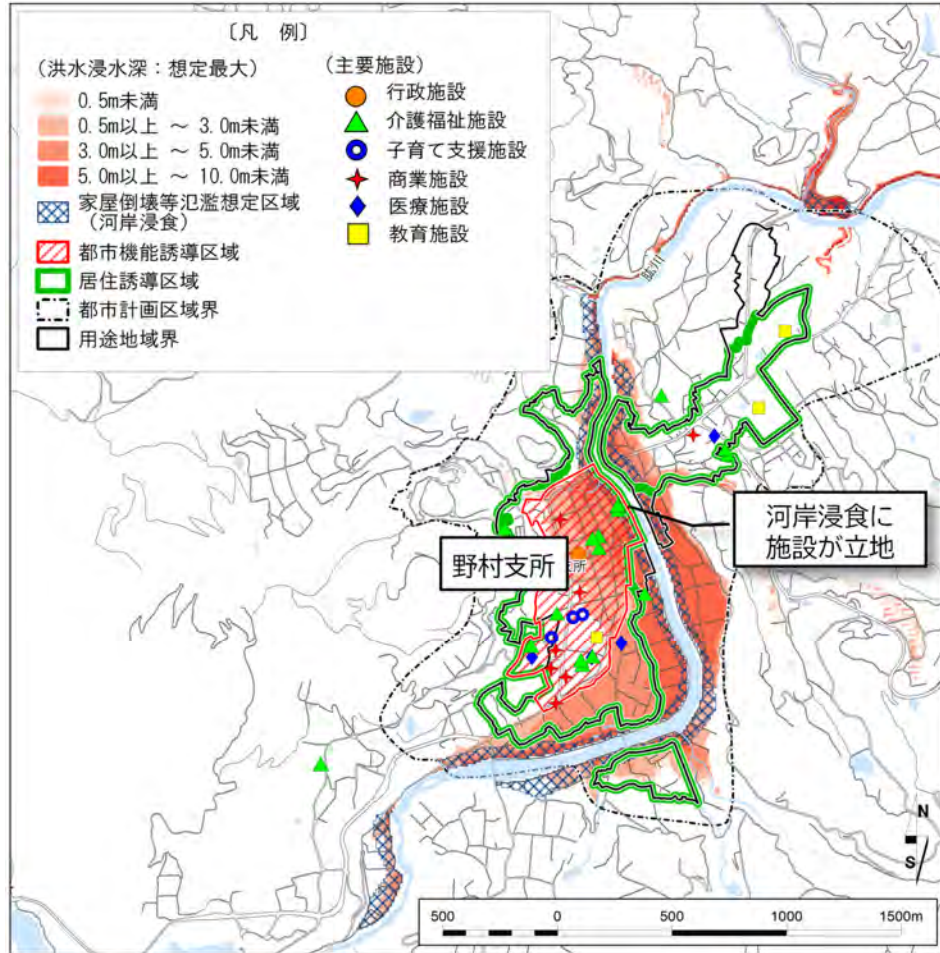 〔凡 例〕
(洪水浸水深:想定最大)
0.5m未満
0.5m以上 ~ 3.0m未満
3.0m以上 ~ 5.0m未満
5.0m以上 ~ 10.0m未満
家屋倒壊等氾濫想定区域
(河岸浸食)
都市機能誘導区域
居住誘導区域
都市計画区域界
用途地域界
(主要施設)
行政施設
介護福祉施設
子育て支援施設
商業施設
医療施設
教育施設
肱川
河岸浸食に
施設が立地
野村支所
支所
N
S
500 0 500 1000 1500m